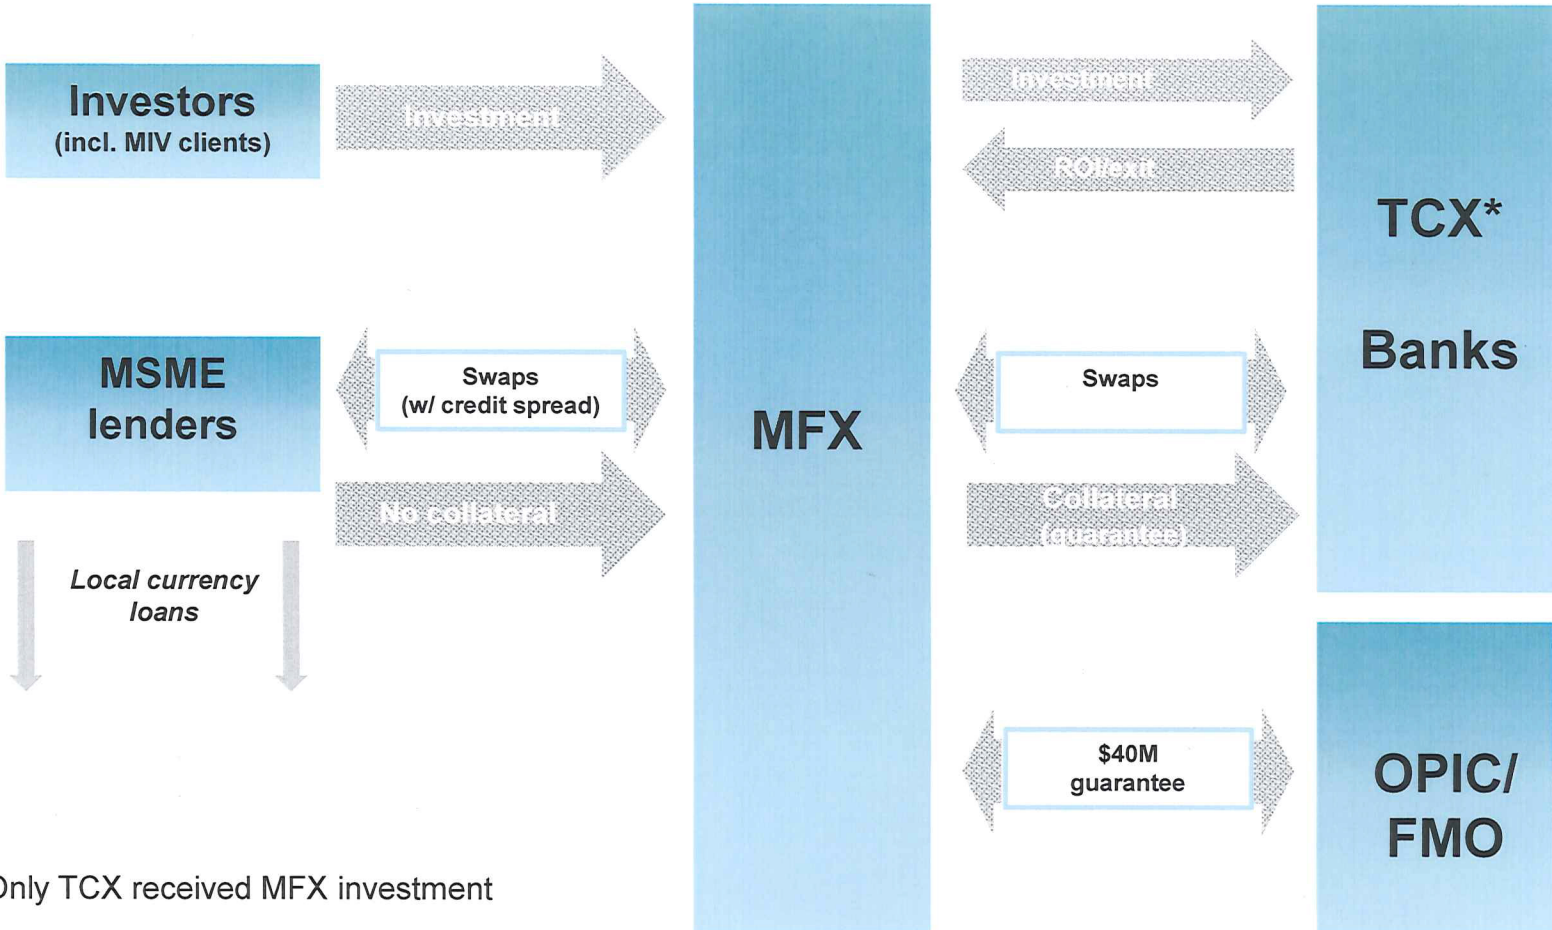 Investors
(incl. MIV clients)
Investment
Investment
ROI/exit
TCX*
Banks
MSME
lenders
Swaps
(w/ credit spread)
MFX
Swaps
No collateral
Collateral
(guarantee)
Local currency
loans
$40M
guarantee
OPIC/
FMO
Only TCX received MFX investment